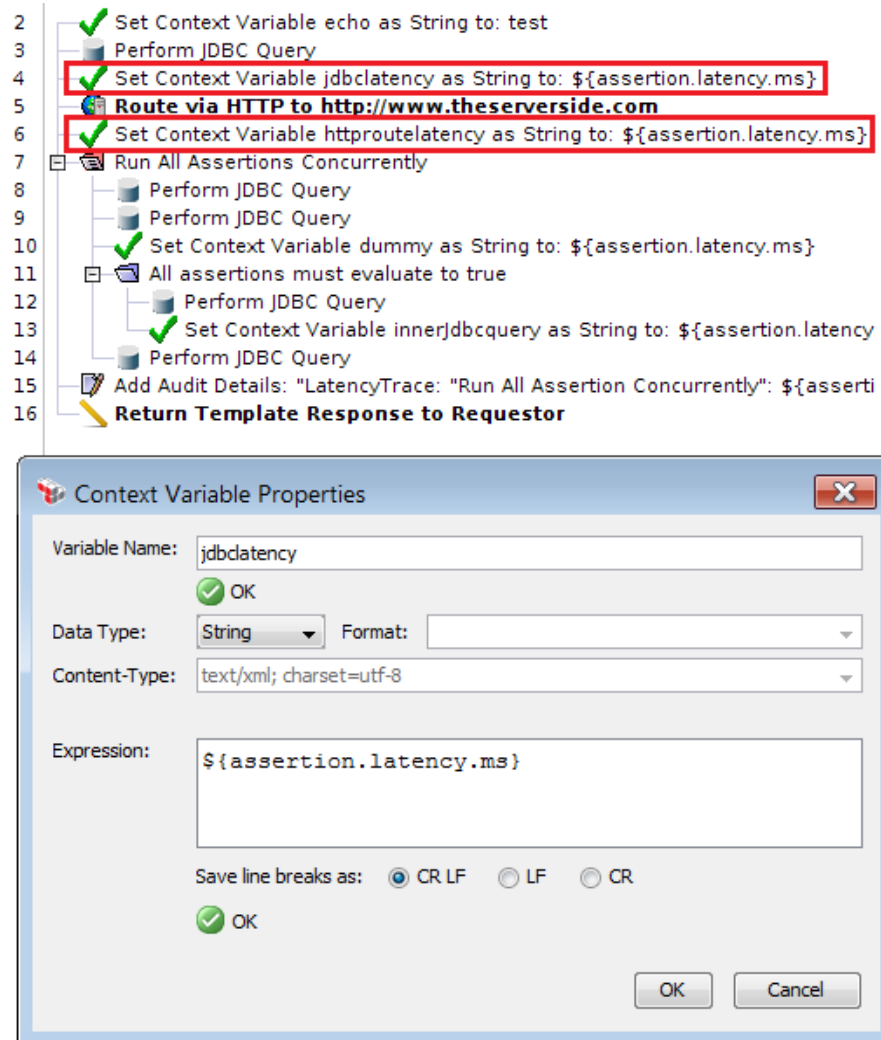 2 Set Context Variable echo as String to: test
3 Perform JDBC Query
4 Set Context Variable jdbclatency as String to: ${assertion.latency.ms}
5 Route via HTTP to http://www.theserverside.com
6 Set Context Variable httproutelatency as String to: ${assertion.latency.ms}
7 Run All Assertions Concurrently
8 Perform JDBC Query
9 Perform JDBC Query
10 Set Context Variable dummy as String to: ${assertion.latency.ms}
11 All assertions must evaluate to true
12 Perform JDBC Query
13 Set Context Variable innerJdbcquery as String to: ${assertion.latency
14 Perform JDBC Query
15 Add Audit Details: "LatencyTrace: "Run All Assertion Concurrently": ${asserti
16 Return Template Response to Requestor
Context Variable Properties
Variable Name: jdbclatency
OK
Data Type: String Format:
Content-Type: text/xml; charset=utf-8
Expression: ${assertion.latency.ms}
Save line breaks as: CR LF LF CR
OK
OK Cancel